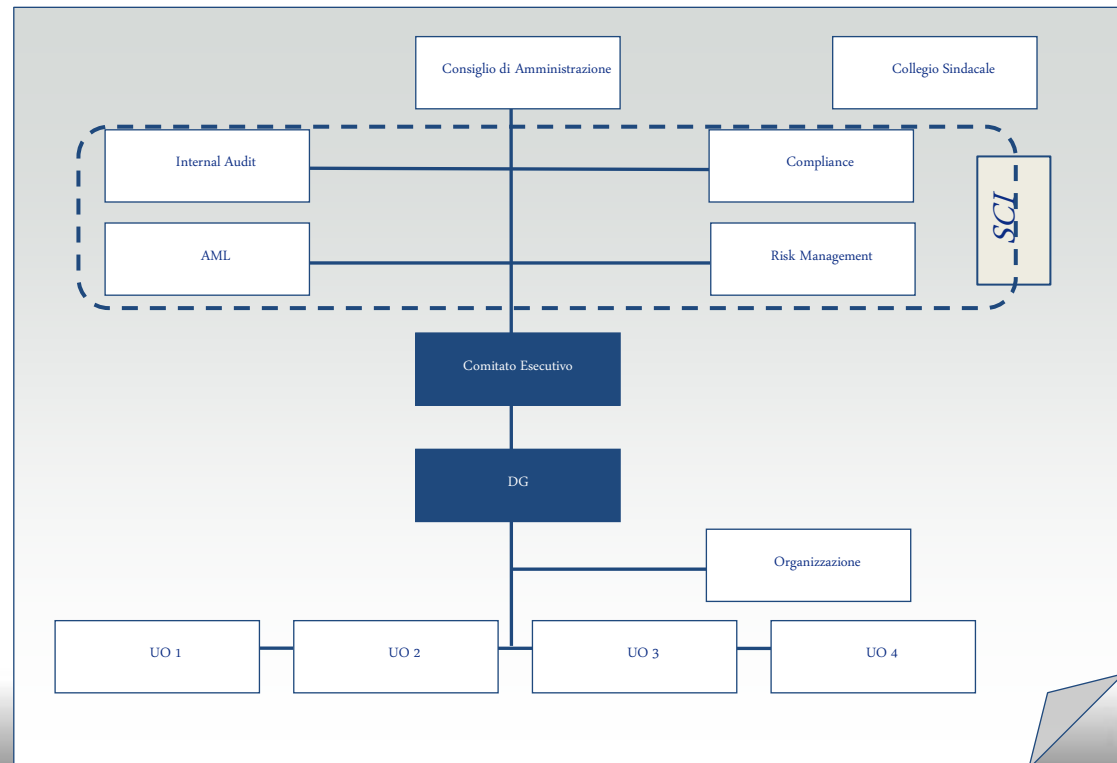 Consiglio di Amministrazione
Collegio Sindacale
Internal Audit
Compliance
SCI
AML
Risk Management
Comitato Esecutivo
DG
Organizzazione
UO 1
UO 2
UO 3
UO 4